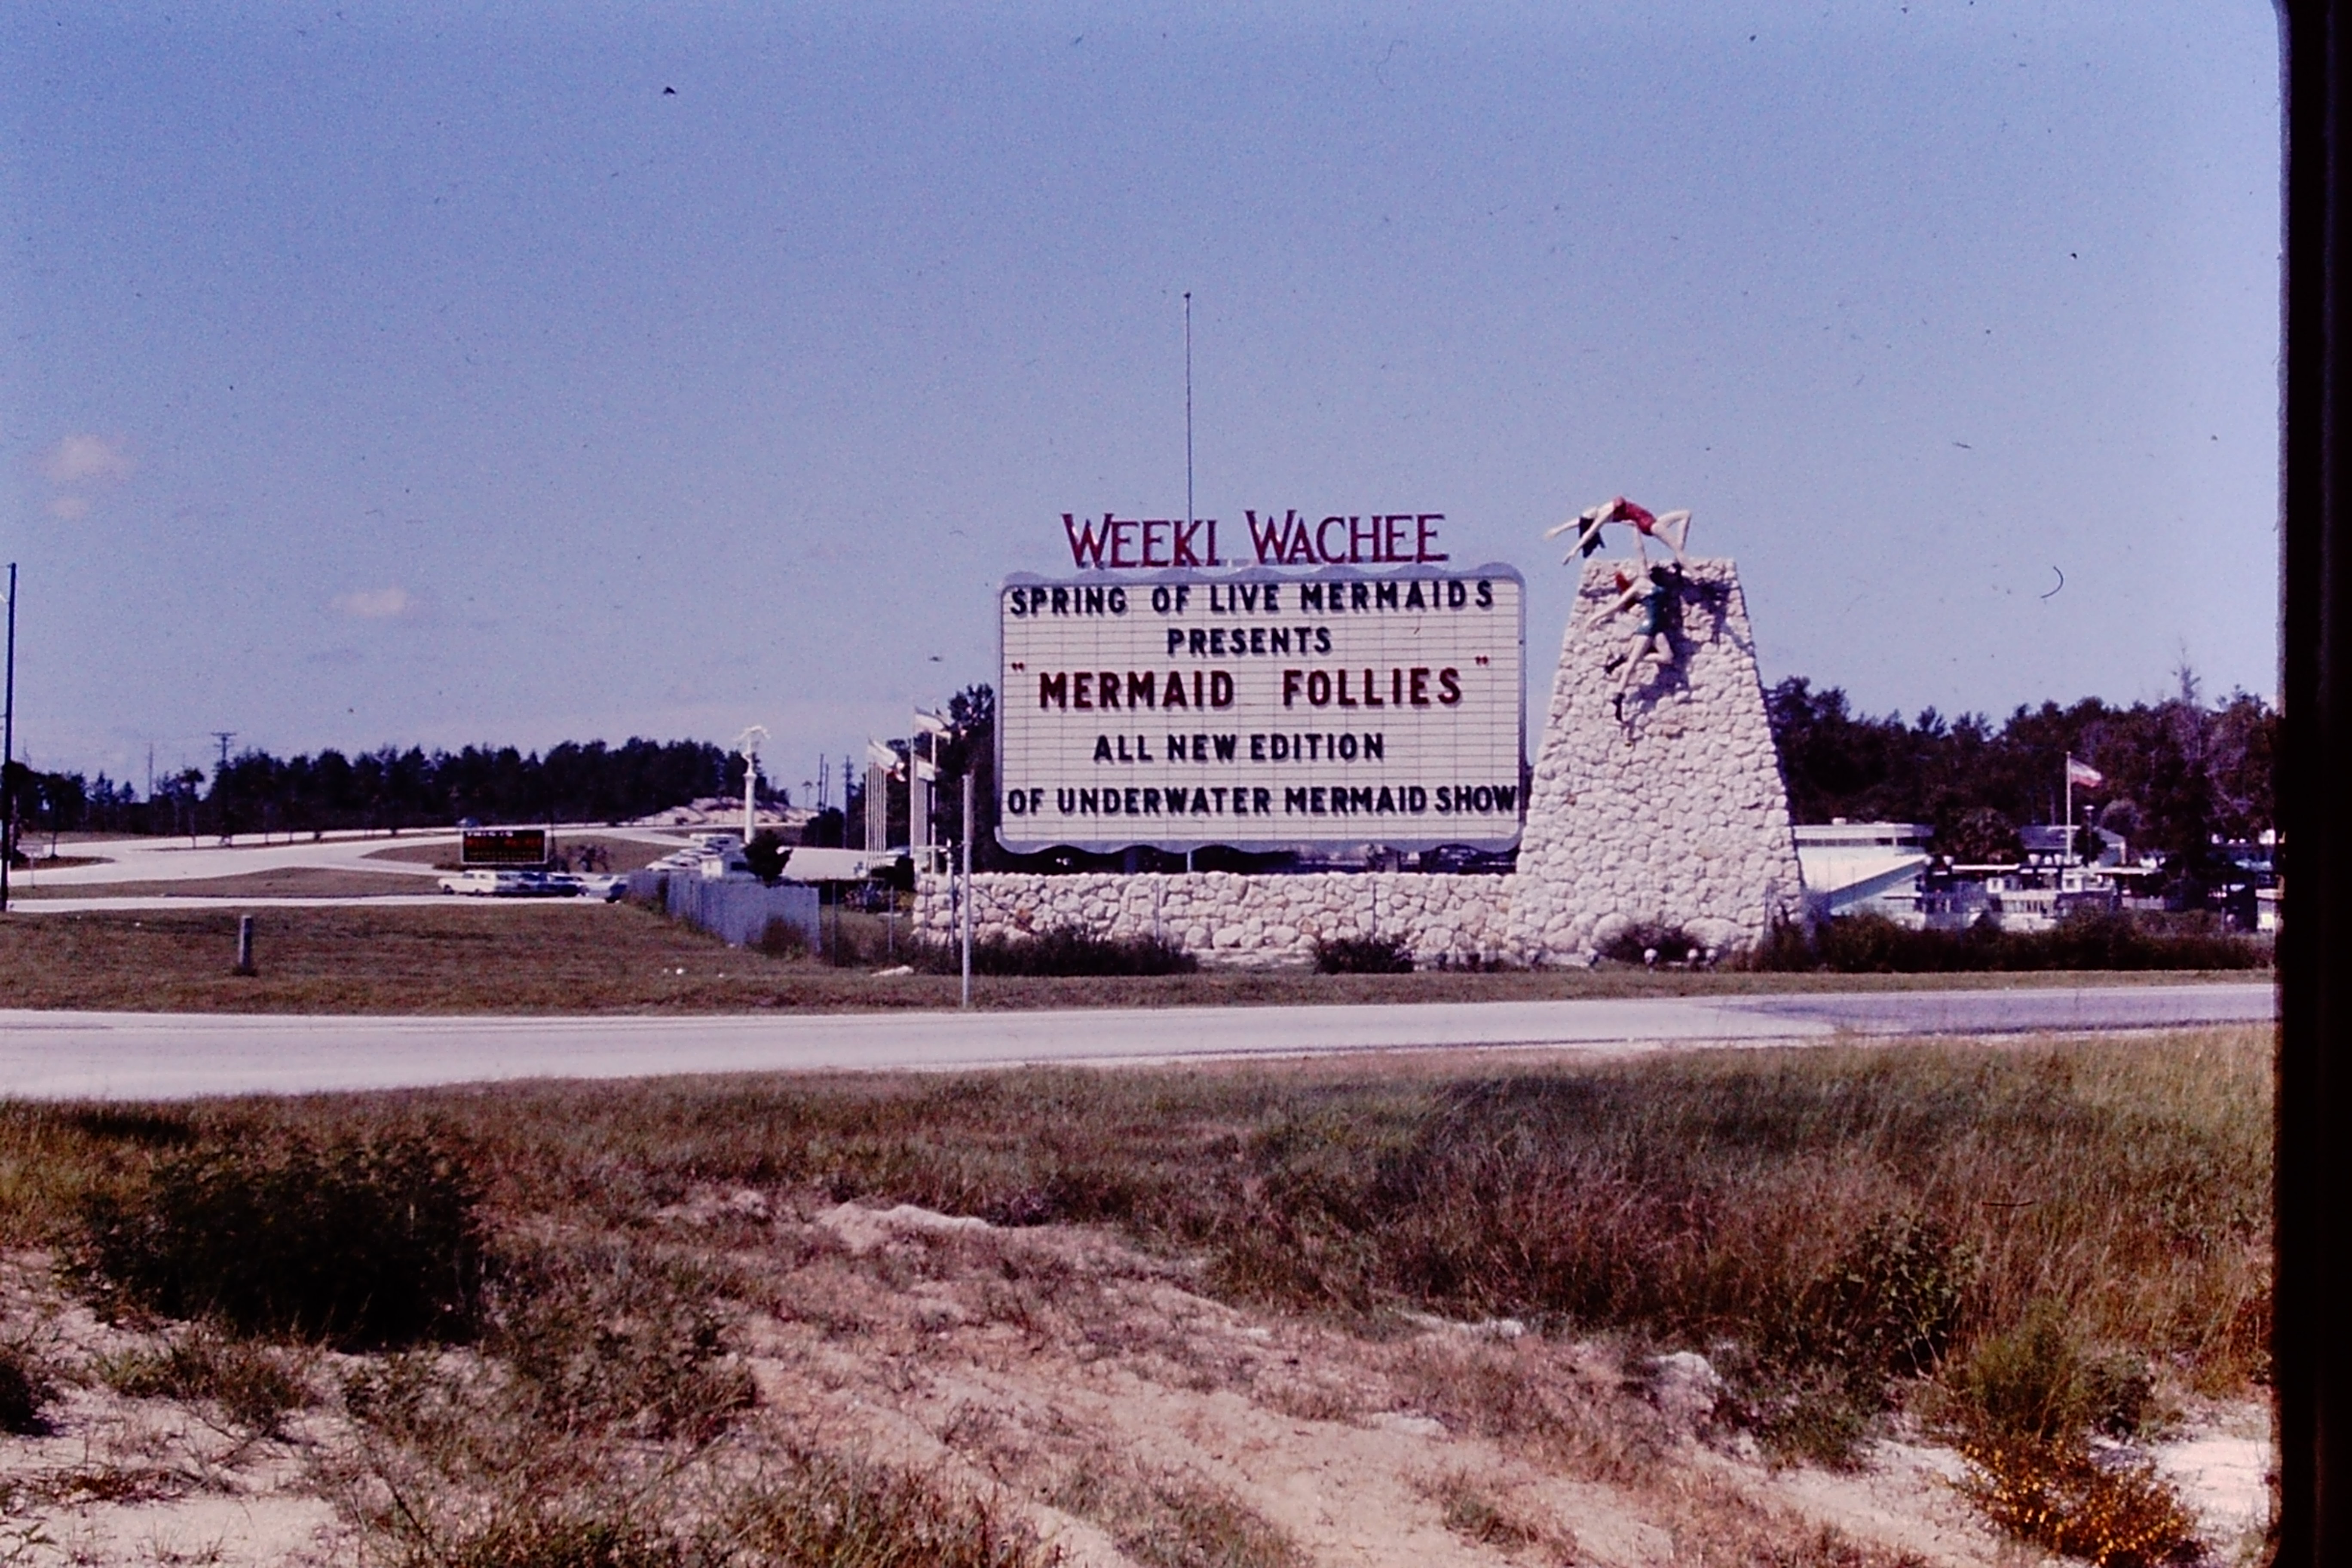 WEEKI WACHEE
SPRING OF LIVE MERMAIDS
PRESENTS
"MERMAID FOLLIES"
ALL NEW EDITION
OF UNDERWATER MERMAID SHOW